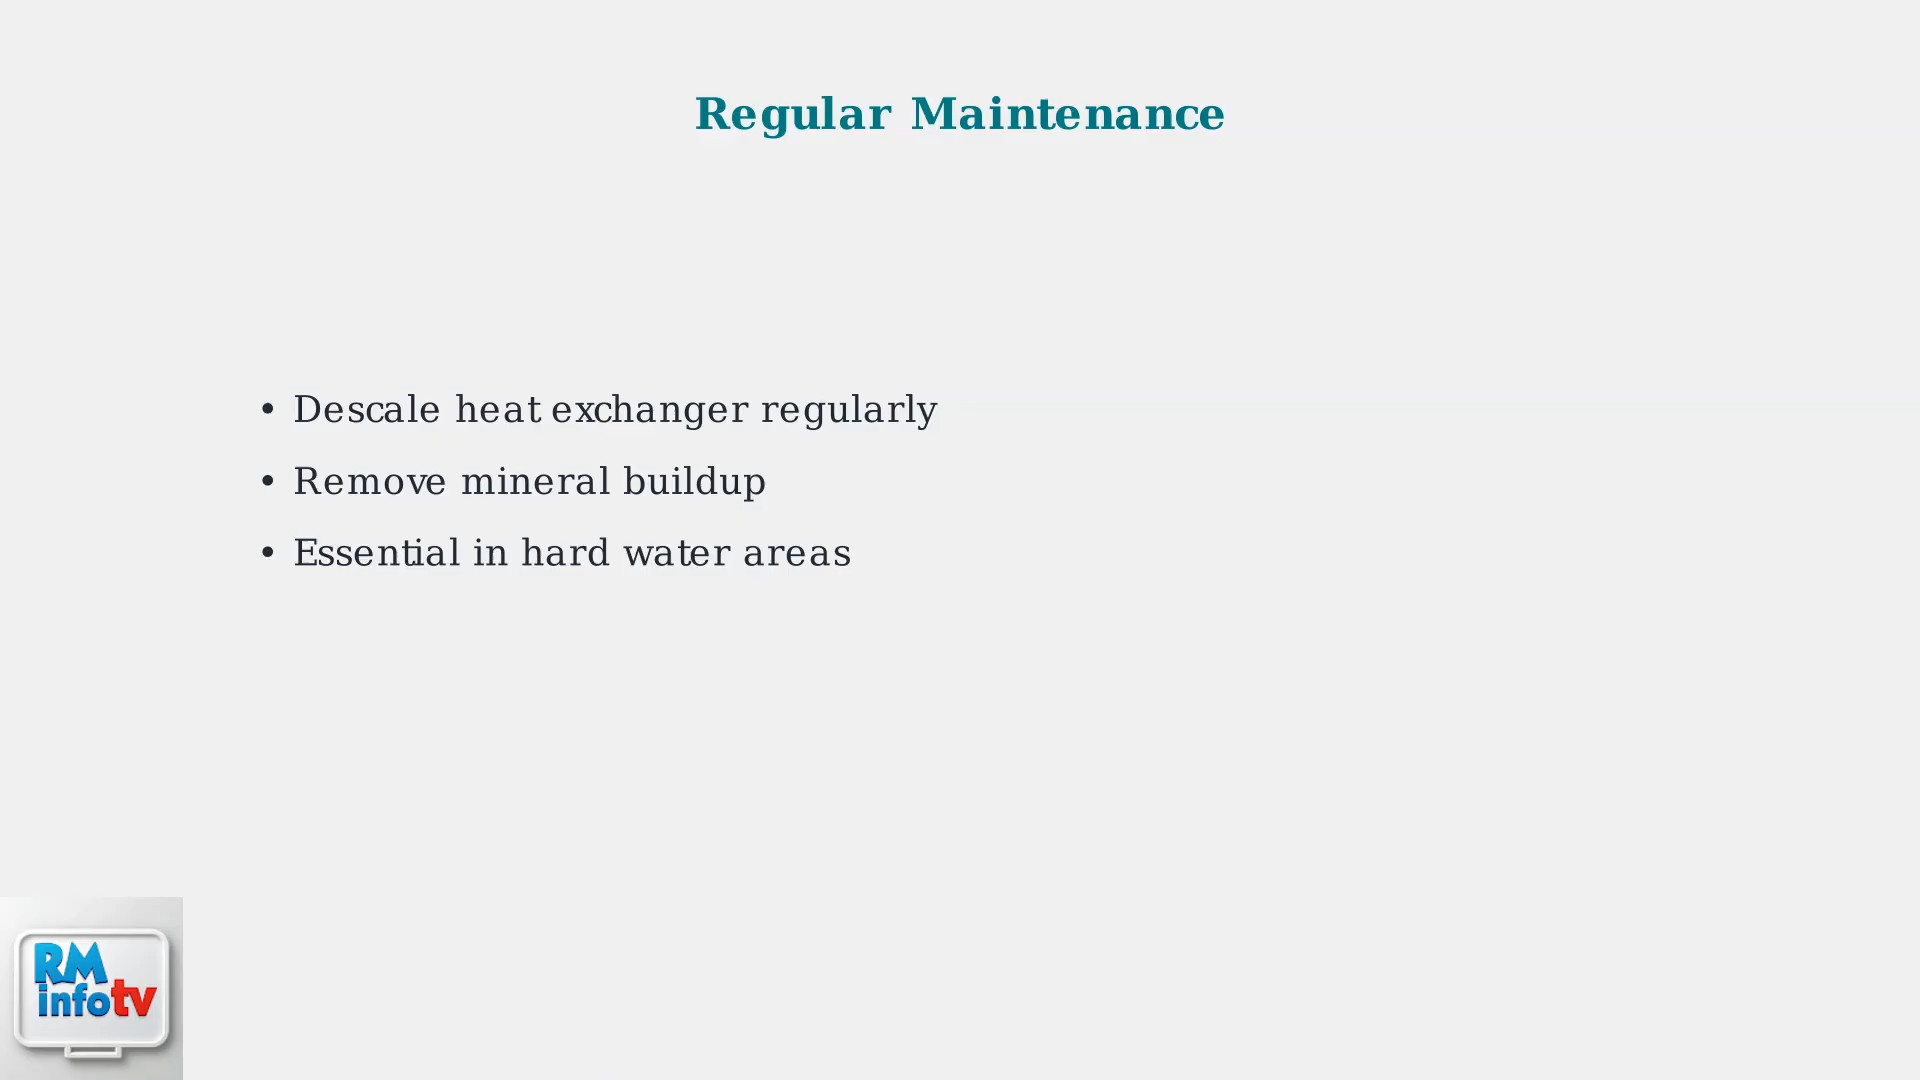 Regular Maintenance
• Descale heat exchanger regularly
• Remove mineral buildup
• Essential in hard water areas
RM
infotv